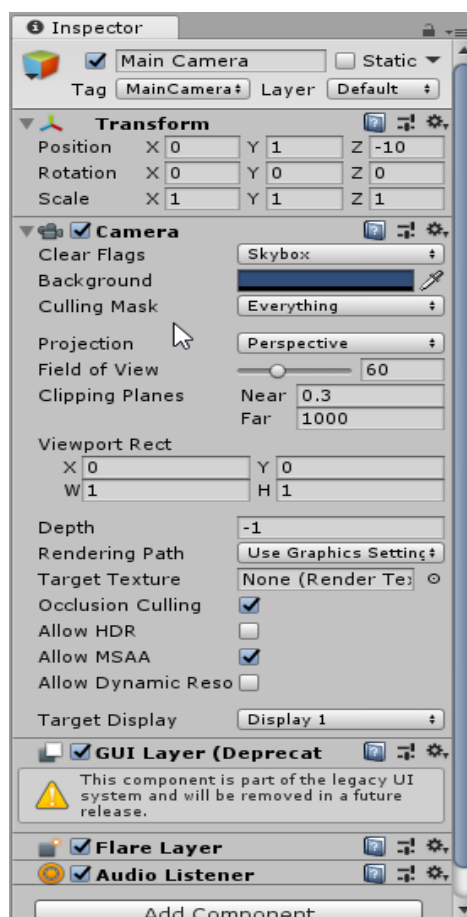 Inspector
Main Camera Static
Tag MainCamera Layer Default
Transform
Position X 0 Y 1 Z -10
Rotation X 0 Y 0 Z 0
Scale X 1 Y 1 Z 1
Camera
Clear Flags Skybox
Background
Culling Mask Everything
Projection Perspective
Field of View 60
Clipping Planes Near 0.3
Far 1000
Viewport Rect
X 0 Y 0
W 1 H 1
Depth -1
Rendering Path Use Graphics Setting
Target Texture None (Render Te
Occlusion Culling
Allow HDR
Allow MSAA
Allow Dynamic Reso
Target Display Display 1
GUI Layer (Deprecat
This component is part of the legacy UI
system and will be removed in a future
release.
Flare Layer
Audio Listener
Add Component